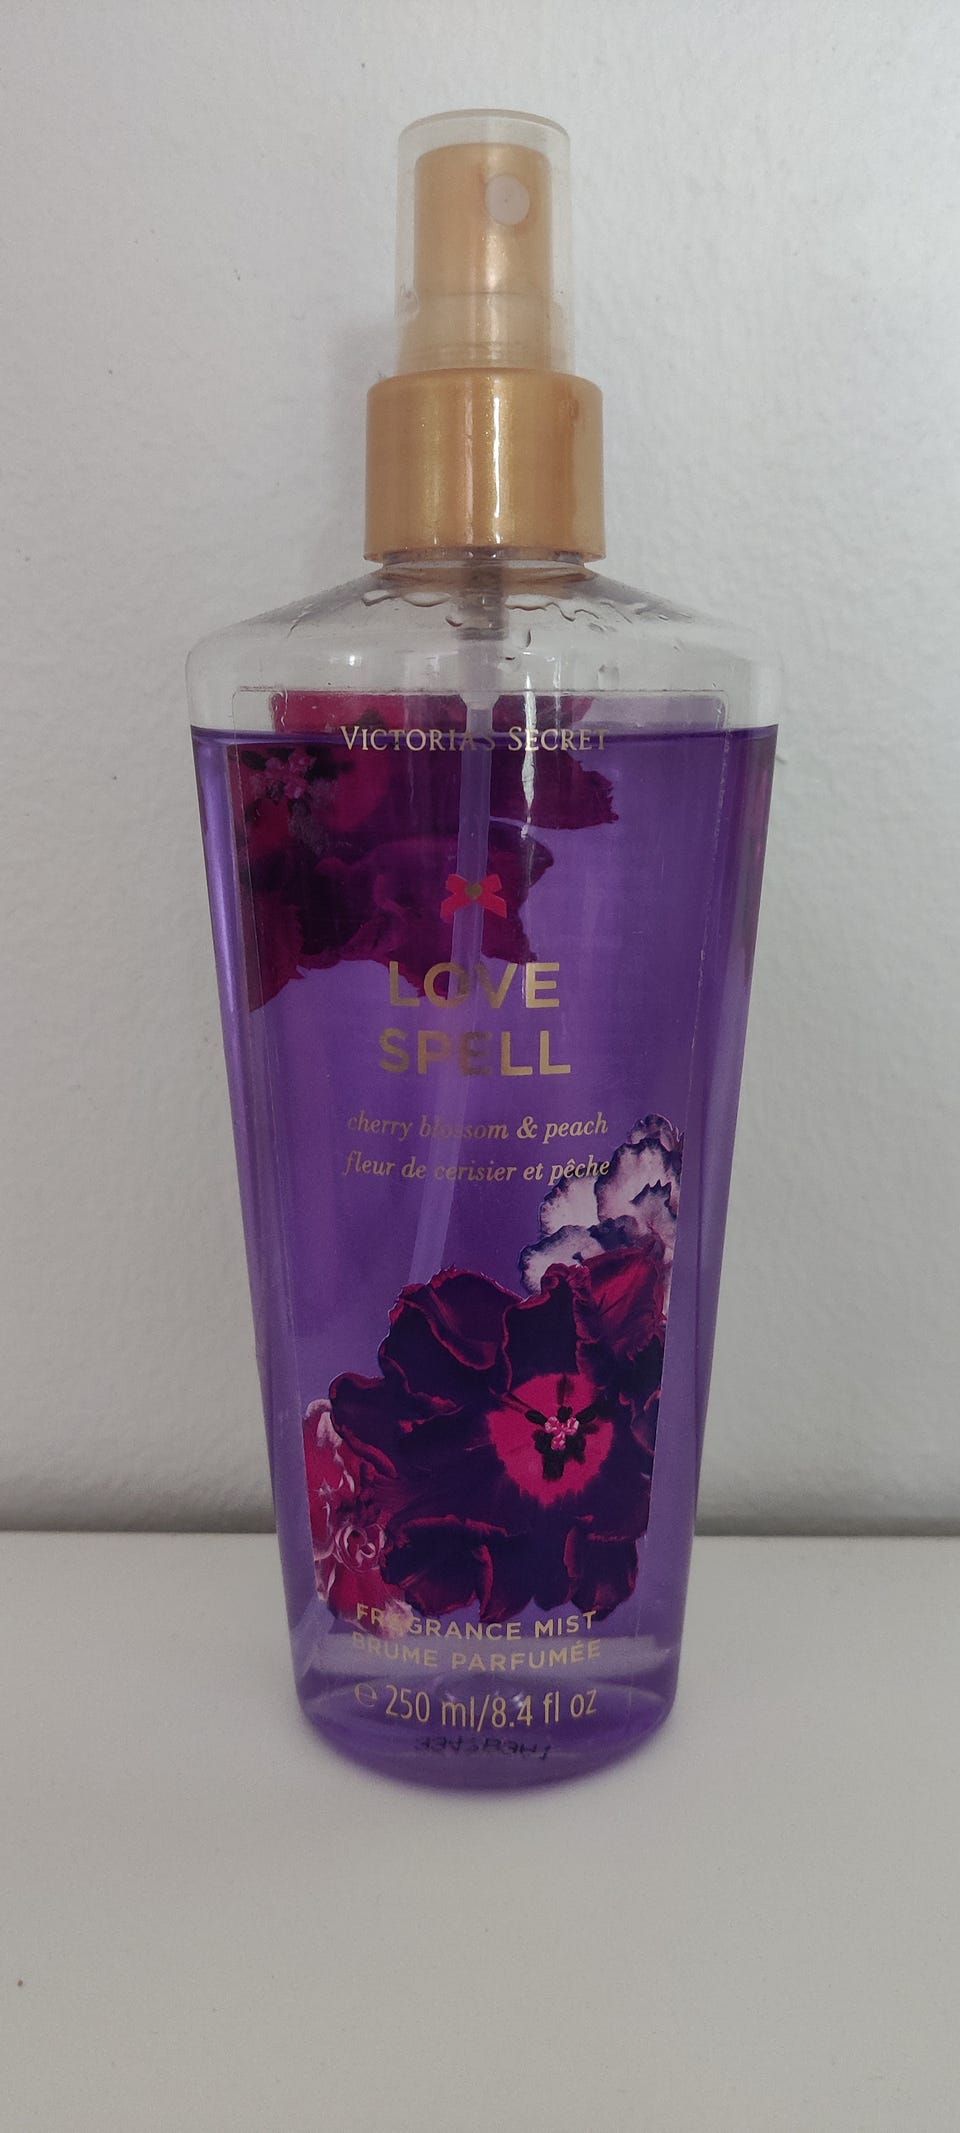 VICTORIA'S SECRET
LOVE
SPELL
cherry blossom & peach
fleur de cerisier et pêche
FRAGRANCE MIST
BRUME PARFUMÉE
℮ 250 ml/8.4 fl oz